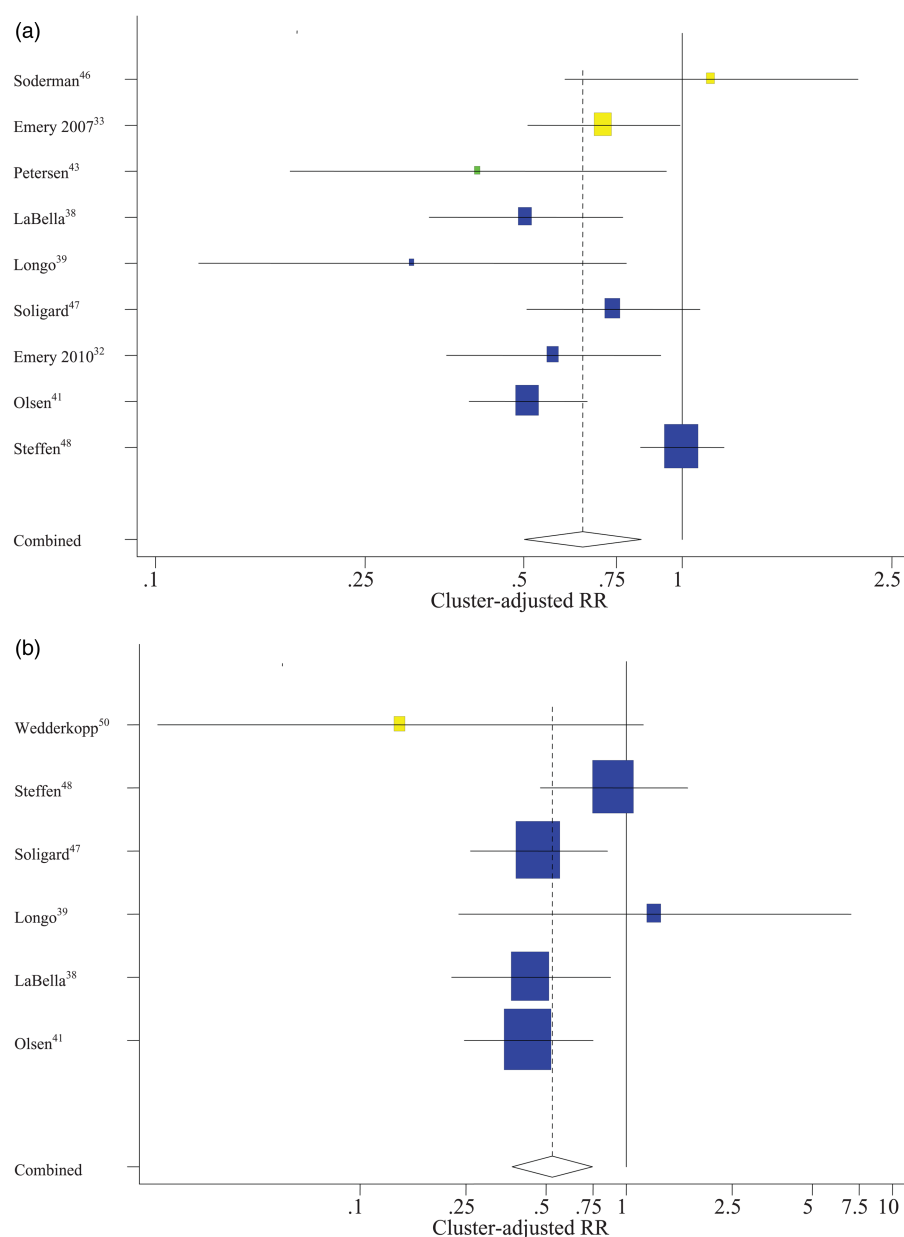 (a)
Soderman46
Emery 200733
Petersen43
LaBella38
Longo39
Soligard47
Emery 201032
Olsen41
Steffen48
Combined
.1 .25 .5 .75 1 2.5
Cluster-adjusted RR
(b)
Wedderkopp50
Steffen48
Soligard47
Longo39
LaBella38
Olsen41
Combined
.1 .25 .5 .75 1 2.5 5 7.5 10
Cluster-adjusted RR